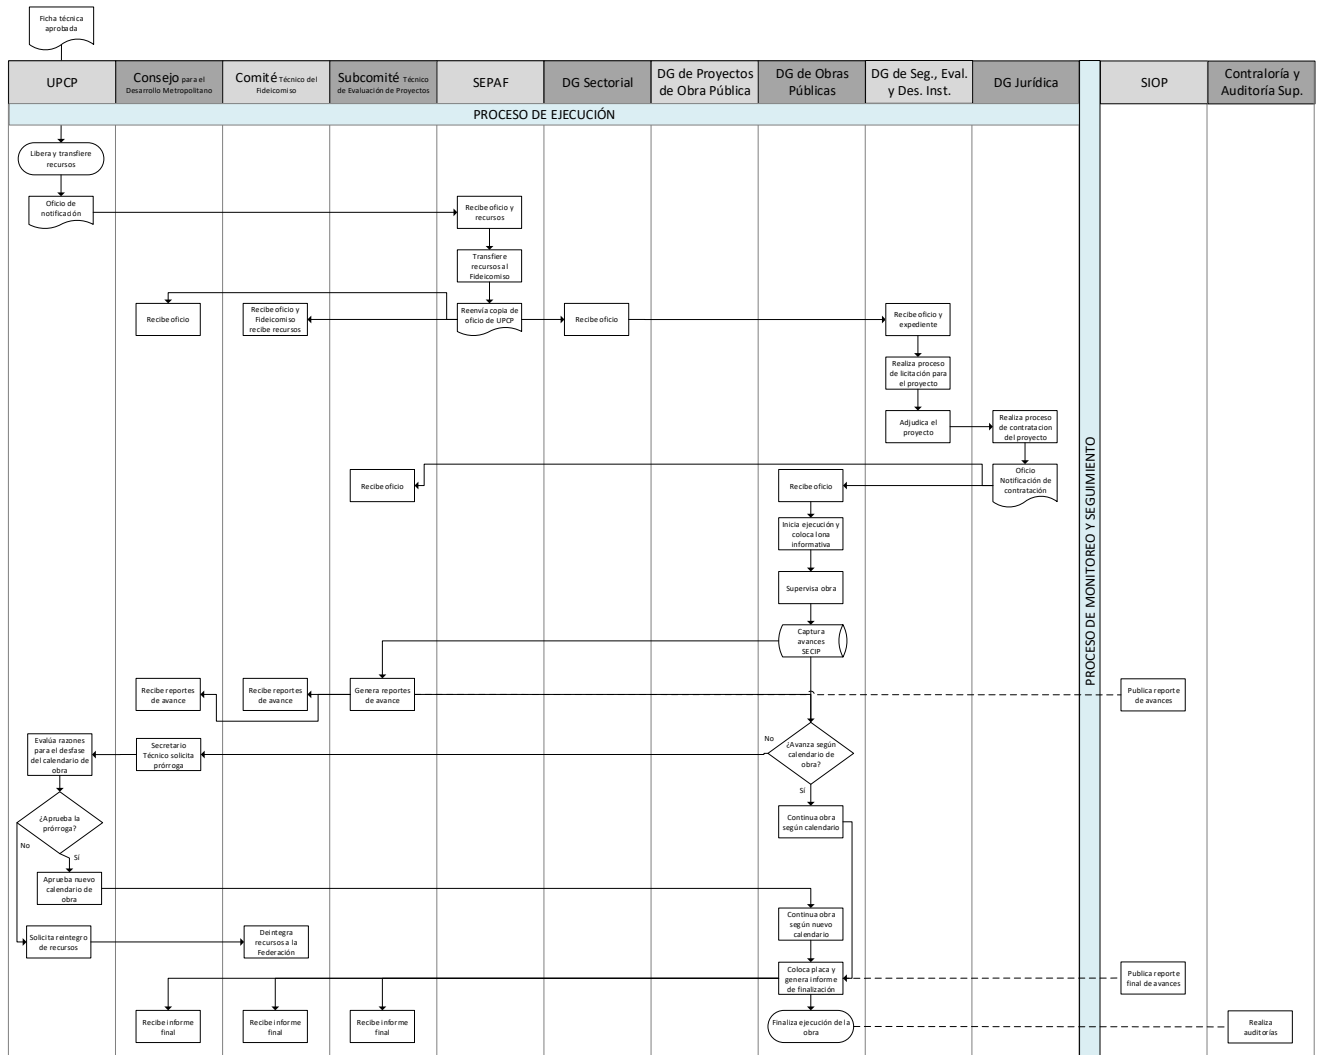 Ficha técnica
aprobada
UPCP
Consejo para el
Desarrollo Metropolitano
Comité Técnico del
Fideicomiso
Subcomité Técnico
de Evaluación de Proyectos
SEPAF
DG Sectorial
DG de Proyectos
de Obra Pública
DG de Obras
Públicas
DG de Seg., Eval.
y Des. Inst.
DG Jurídica
SIOP
Contraloría y
Auditoría Sup.
PROCESO DE EJECUCIÓN
PROCESO DE MONITOREO Y SEGUIMIENTO
Libera y transfiere
recursos
Oficio de
notificación
Recibe oficio y
recursos
Transfiere
recursos al
Fideicomiso
Recibe oficio
Recibe oficio y
Fideicomiso
recibe recursos
Reenvía copia de
oficio de UPCP
Recibe oficio
Recibe oficio y
expediente
Realiza proceso
de licitación para
el proyecto
Adjudica el
proyecto
Realiza proceso
de contratacion
del proyecto
Recibe oficio
Recibe oficio
Oficio
Notificación de
contratación
Inicia ejecución y
coloca lona
informativa
Supervisa obra
Captura
avances
SECIP
Recibe reportes
de avance
Recibe reportes
de avance
Genera reportes
de avance
Publica reporte
de avances
Evalúa razones
para el desfase
del calendario de
obra
Secretario
Técnico solicita
prórroga
No
¿Avanza según
calendario de
obra?
Sí
¿Aprueba la
prórroga?
No
Sí
Continua obra
según calendario
Aprueba nuevo
calendario de
obra
Continua obra
según nuevo
calendario
Solicita reintegro
de recursos
Deintegra
recursos a la
Federación
Coloca placa y
genera informe
de finalización
Publica reporte
final de avances
Recibe informe
final
Recibe informe
final
Recibe informe
final
Finaliza ejecución de la
obra
Realiza
auditorías